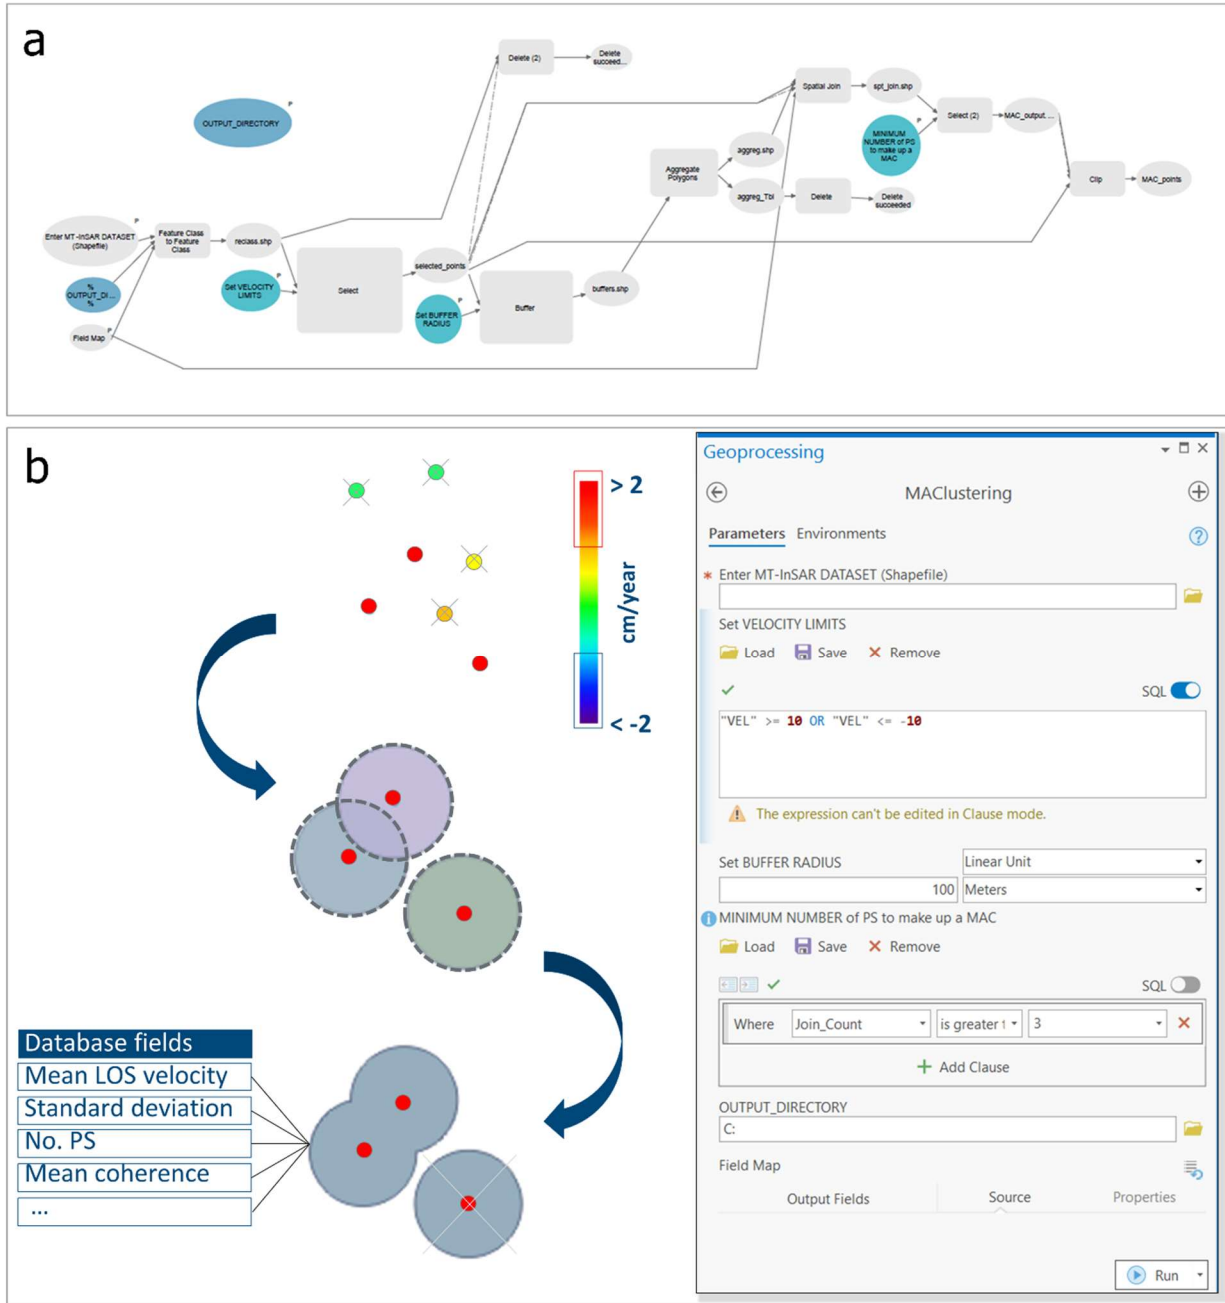 a
Delete (2)
Delete
succeed...
OUTPUT_DIRECTORY
P
Spatial Join
spt_join.shp
P
MINIMUM
NUMBER of PS
to make up a
MAC
Select (2)
MAC_output....
aggreg.shp
Aggregate
Polygons
aggreg_Tbl
Delete
Delete
succeeded
Clip
MAC_points
P
Enter MT-InSAR DATASET
(Shapefile)
Feature Class
to Feature
Class
reclass.shp
P
Set VELOCITY
LIMITS
Select
selected_points
P
Set BUFFER
RADIUS
Buffer
buffers.shp
%
OUTPUT_DI...
%
P
Field Map
b
> 2
cm/year
< -2
Database fields
Mean LOS velocity
Standard deviation
No. PS
Mean coherence
...
Geoprocessing
MAClustering
Parameters Environments
* Enter MT-InSAR DATASET (Shapefile)
Set VELOCITY LIMITS
Load Save Remove
SQL
"VEL" >= 10 OR "VEL" <= -10
The expression can't be edited in Clause mode.
Set BUFFER RADIUS
Linear Unit
100 Meters
MINIMUM NUMBER of PS to make up a MAC
Load Save Remove
SQL
Where Join_Count is greater t 3
Add Clause
OUTPUT_DIRECTORY
C:
Field Map
Output Fields Source Properties
Run